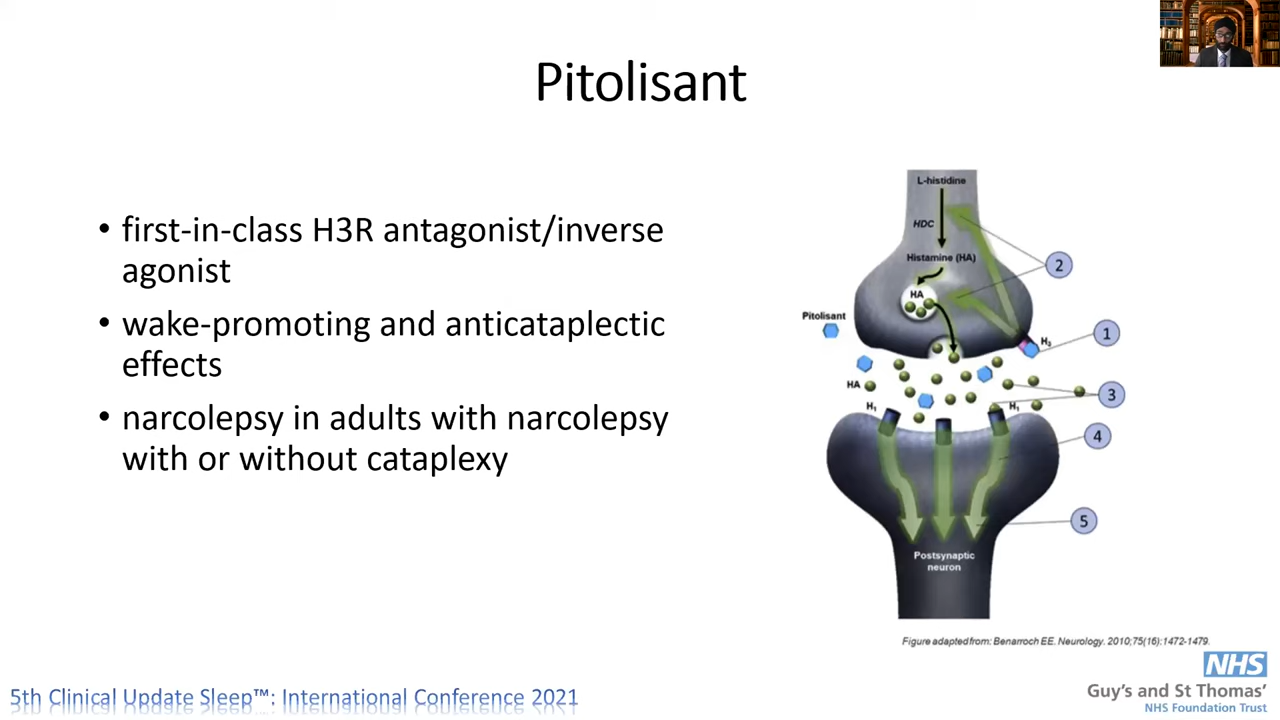 Pitolisant
• first-in-class H3R antagonist/inverse
agonist
• wake-promoting and anticataplectic
effects
• narcolepsy in adults with narcolepsy
with or without cataplexy
L-histidine
HDC
Histamine (HA)
HA
2
Pitolisant
1
H₃
HA
3
H₁
H₁
4
5
Postsynaptic
neuron
Figure adapted from: Benarroch EE. Neurology. 2010;75(16):1472-1479.
NHS
Guy's and St Thomas'
NHS Foundation Trust
5th Clinical Update Sleep™: International Conference 2021